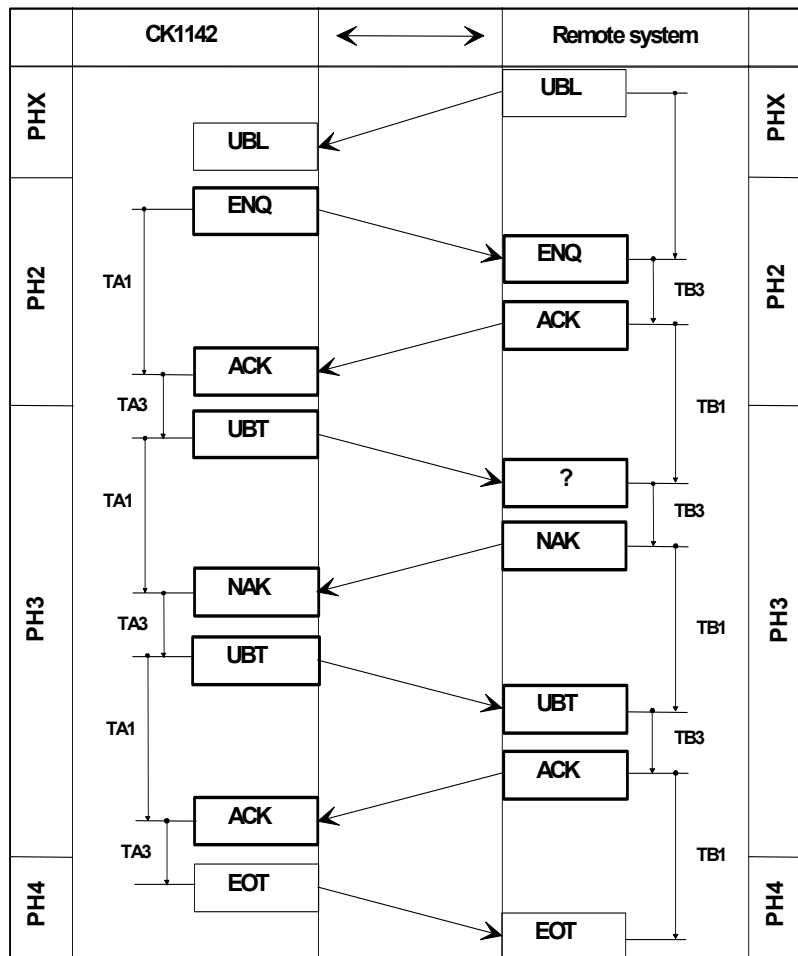 CK1142 Remote system
PHX UBL PHX
UBL
PH2 ENQ PH2
ENQ
TA1 TB3
ACK
ACK
TA3 TB1
PH3 UBT PH3
?
TA1 TB3
NAK
NAK
TA3 TB1
UBT
UBT
TA1 TB3
ACK
ACK
TA3 TB1
PH4 EOT PH4
EOT